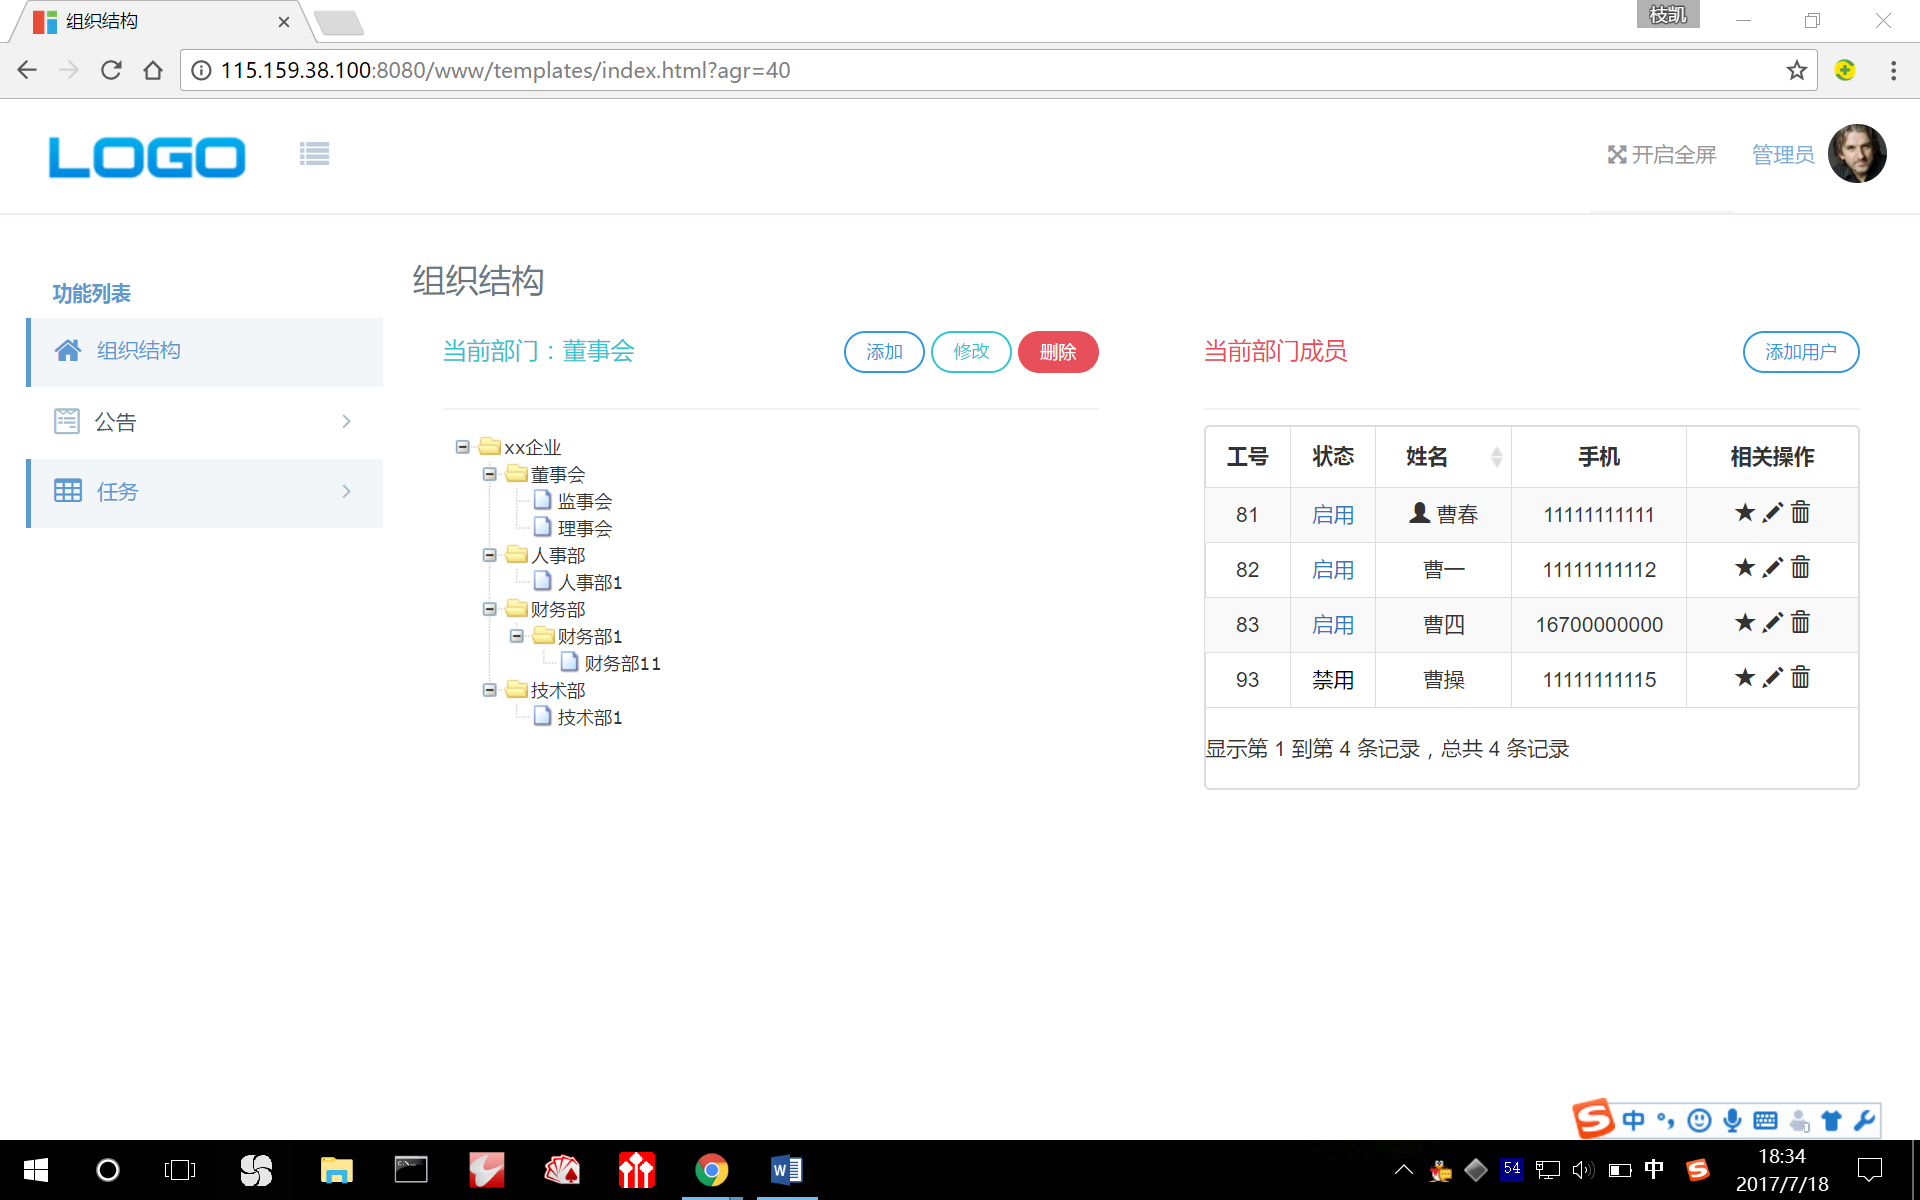 组织结构
枝凯
115.159.38.100:8080/www/templates/index.html?agr=40
LOGO
开启全屏
管理员
功能列表
组织结构
公告
任务
组织结构
当前部门：董事会
添加
修改
删除
xx企业
董事会
监事会
理事会
人事部
人事部1
财务部
财务部1
财务部11
技术部
技术部1
当前部门成员
添加用户
工号 状态 姓名 手机 相关操作
81 启用 曹春 11111111111
82 启用 曹一 11111111112
83 启用 曹四 16700000000
93 禁用 曹操 11111111115
显示第 1 到第 4 条记录，总共 4 条记录
S 中
54
中
S
18:34
2017/7/18